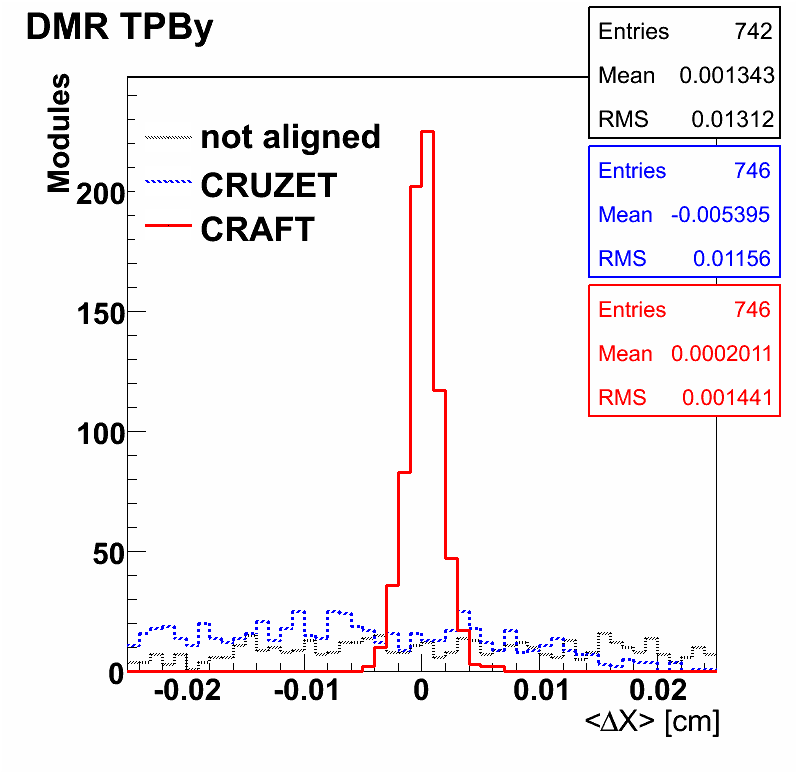 DMR TPBy
Entries 742
Mean 0.001343
RMS 0.01312
Entries 746
Mean -0.005395
RMS 0.01156
Entries 746
Mean 0.0002011
RMS 0.001441
Modules
not aligned
CRUZET
CRAFT
200
150
100
50
0
-0.02 -0.01 0 0.01 0.02
<ΔX> [cm]